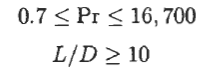 0.7 ≤ Pr ≤ 16,700
L/D ≥ 10